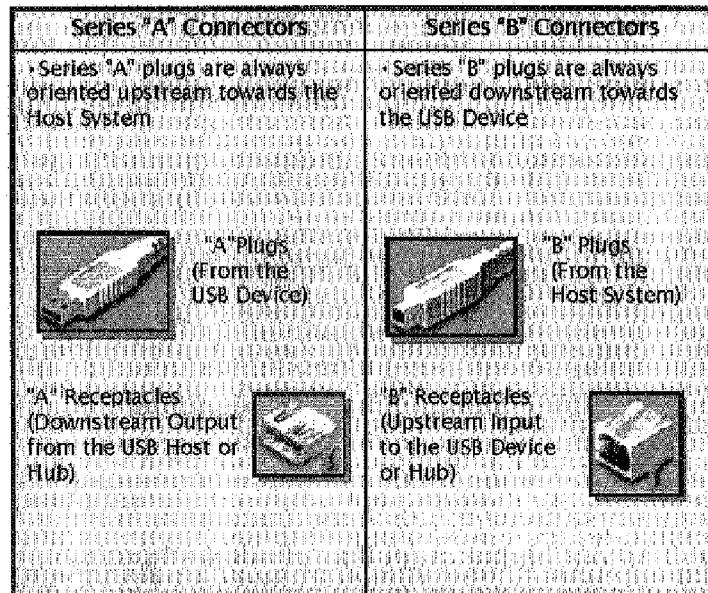 Series "A" Connectors
· Series "A" plugs are always
oriented upstream towards the
Host System
"A" Plugs
(From the
USB Device)
"A" Receptacles
(Downstream Output
from the USB Host or
Hub)
Series "B" Connectors
· Series "B" plugs are always
oriented downstream towards
the USB Device
"B" Plugs
(From the
Host System)
"B" Receptacles
(Upstream Input
to the USB Device
or Hub)